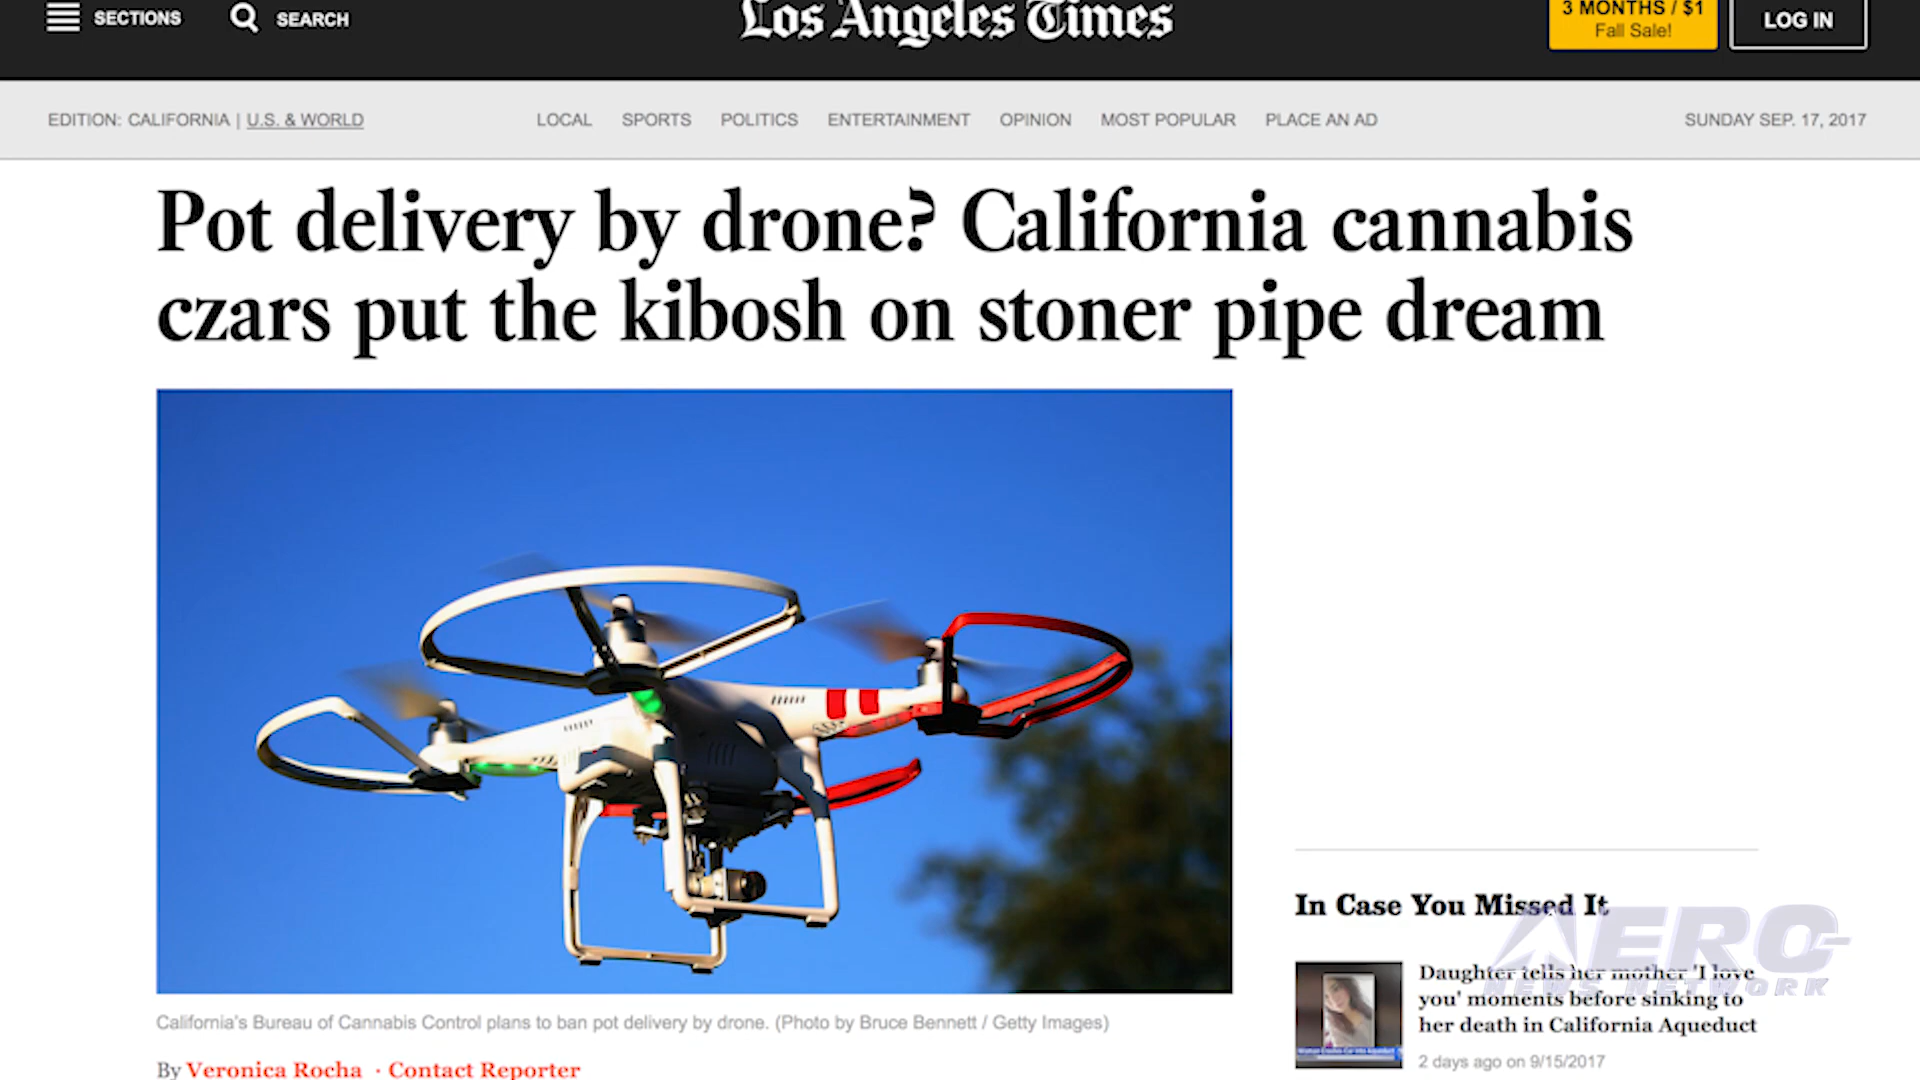 SECTIONS
SEARCH
Los Angeles Times
3 MONTHS / $1
Fall Sale!
LOG IN
EDITION: CALIFORNIA | U.S. & WORLD
LOCAL SPORTS POLITICS ENTERTAINMENT OPINION MOST POPULAR PLACE AN AD
SUNDAY SEP. 17, 2017
Pot delivery by drone? California cannabis
czars put the kibosh on stoner pipe dream
California's Bureau of Cannabis Control plans to ban pot delivery by drone. (Photo by Bruce Bennett / Getty Images)
By Veronica Rocha · Contact Reporter
In Case You Missed It
Daughter tells her mother 'I love
you' moments before sinking to
her death in California Aqueduct
2 days ago on 9/15/2017
AERO-
NEWS NETWORK